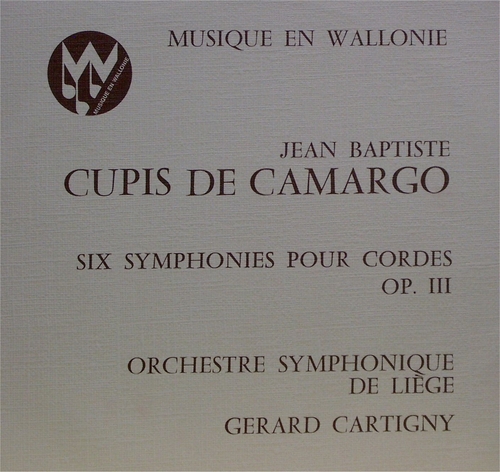 MUSIQUE EN WALLONIE
MUSIQUE EN WALLONIE
JEAN BAPTISTE
CUPIS DE CAMARGO
SIX SYMPHONIES POUR CORDES
OP. III
ORCHESTRE SYMPHONIQUE
DE LIÈGE
GERARD CARTIGNY